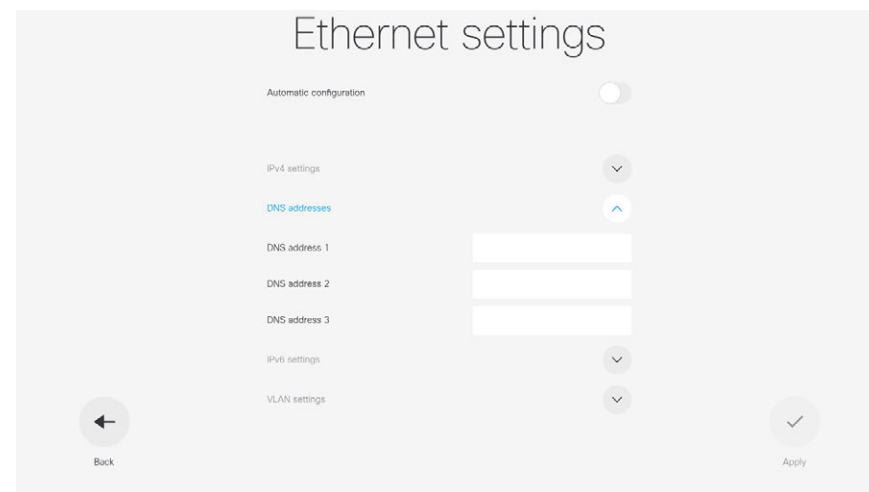 Ethernet settings
Automatic configuration
IPv4 settings
DNS addresses
DNS address 1
DNS address 2
DNS address 3
IPv6 settings
VLAN settings
Back
Apply